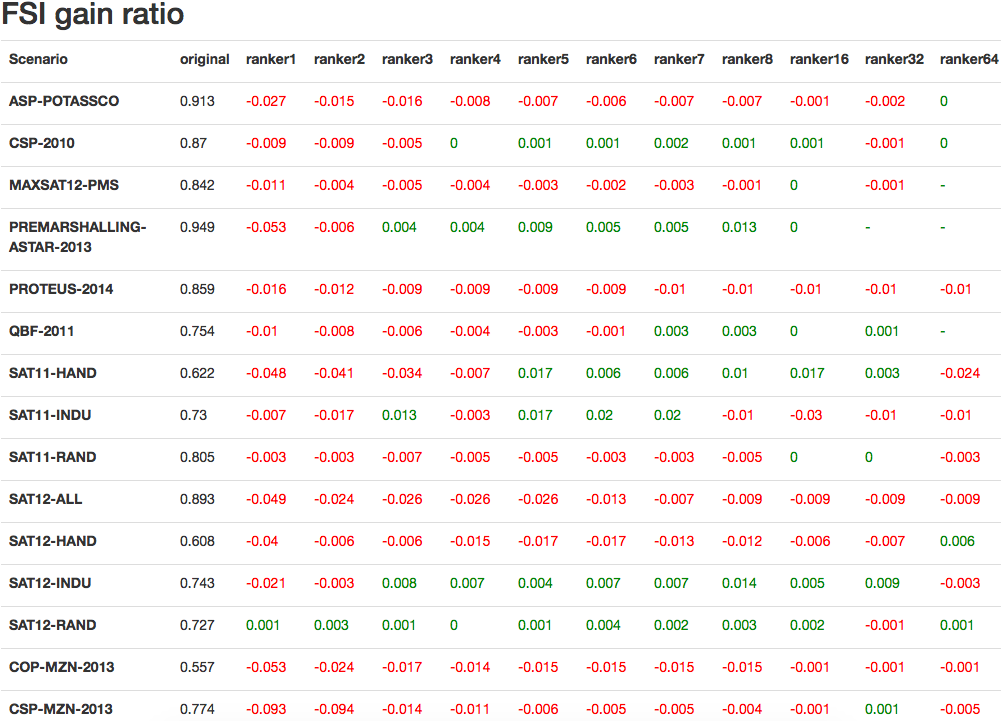 FSI gain ratio
Scenario original ranker1 ranker2 ranker3 ranker4 ranker5 ranker6 ranker7 ranker8 ranker16 ranker32 ranker64
ASP-POTASSCO 0.913 -0.027 -0.015 -0.016 -0.008 -0.007 -0.006 -0.007 -0.007 -0.001 -0.002 0
CSP-2010 0.87 -0.009 -0.009 -0.005 0 0.001 0.001 0.002 0.001 0.001 -0.001 0
MAXSAT12-PMS 0.842 -0.011 -0.004 -0.005 -0.004 -0.003 -0.002 -0.003 -0.001 0 -0.001 -
PREMARSHALLING- 0.949 -0.053 -0.006 0.004 0.004 0.009 0.005 0.005 0.013 0 - -
ASTAR-2013
PROTEUS-2014 0.859 -0.016 -0.012 -0.009 -0.009 -0.009 -0.009 -0.01 -0.01 -0.01 -0.01 -0.01
QBF-2011 0.754 -0.01 -0.008 -0.006 -0.004 -0.003 -0.001 0.003 0.003 0 0.001 -
SAT11-HAND 0.622 -0.048 -0.041 -0.034 -0.007 0.017 0.006 0.006 0.01 0.017 0.003 -0.024
SAT11-INDU 0.73 -0.007 -0.017 0.013 -0.003 0.017 0.02 0.02 -0.01 -0.03 -0.01 -0.01
SAT11-RAND 0.805 -0.003 -0.003 -0.007 -0.005 -0.005 -0.003 -0.003 -0.005 0 0 -0.003
SAT12-ALL 0.893 -0.049 -0.024 -0.026 -0.026 -0.026 -0.013 -0.007 -0.009 -0.009 -0.009 -0.009
SAT12-HAND 0.608 -0.04 -0.006 -0.006 -0.015 -0.017 -0.017 -0.013 -0.012 -0.006 -0.007 0.006
SAT12-INDU 0.743 -0.021 -0.003 0.008 0.007 0.004 0.007 0.007 0.014 0.005 0.009 -0.003
SAT12-RAND 0.727 0.001 0.003 0.001 0 0.001 0.004 0.002 0.003 0.002 -0.001 0.001
COP-MZN-2013 0.557 -0.053 -0.024 -0.017 -0.014 -0.015 -0.015 -0.015 -0.015 -0.001 -0.001 -0.001
CSP-MZN-2013 0.774 -0.093 -0.094 -0.014 -0.011 -0.006 -0.005 -0.005 -0.004 -0.001 0.001 -0.005